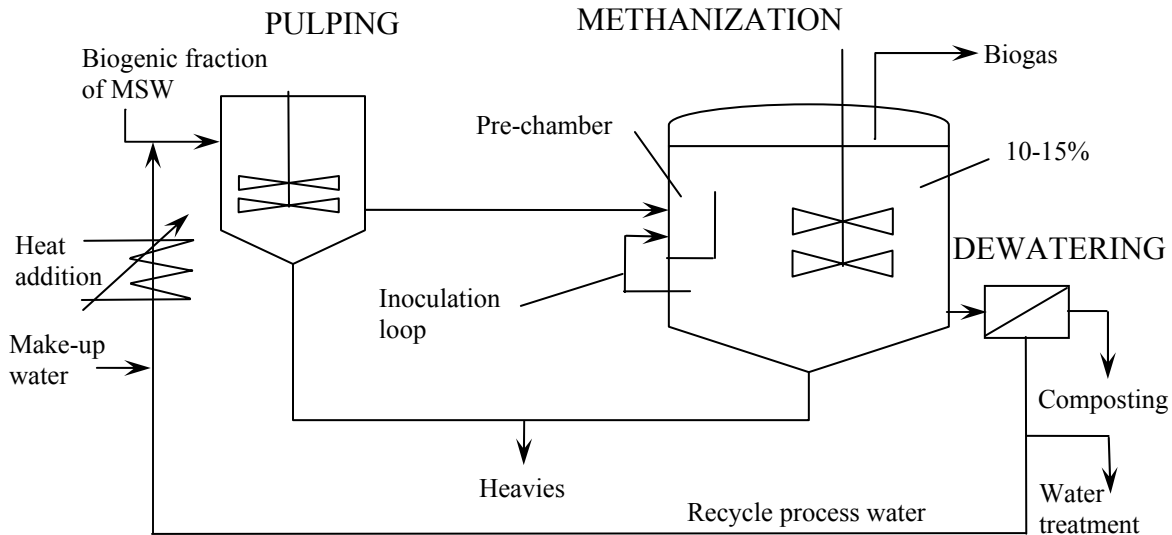 PULPING
METHANIZATION
Biogenic fraction
of MSW
Biogas
Pre-chamber
10-15%
Heat
addition
DEWATERING
Inoculation
loop
Make-up
water
Composting
Heavies
Recycle process water
Water
treatment